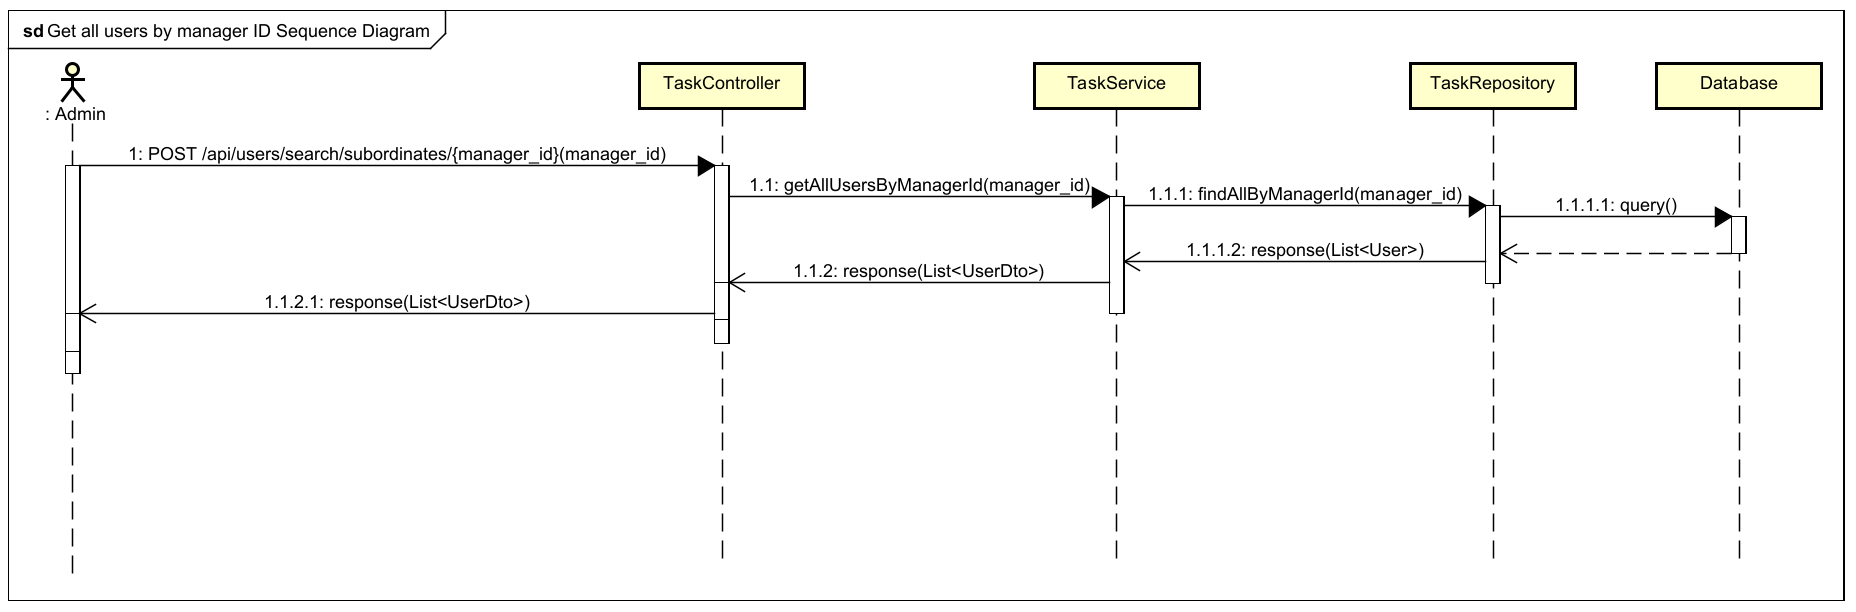 sd Get all users by manager ID Sequence Diagram
: Admin
TaskController
TaskService
TaskRepository
Database
1: POST /api/users/search/subordinates/{manager_id}(manager_id)
1.1: getAllUsersByManagerId(manager_id)
1.1.1: findAllByManagerId(manager_id)
1.1.1.1: query()
1.1.1.2: response(List<User>)
1.1.2: response(List<UserDto>)
1.1.2.1: response(List<UserDto>)